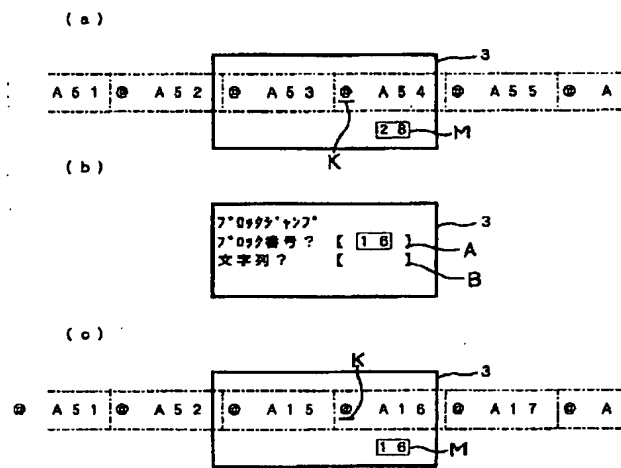 (a)
3
A51 @ A52 @ A53 @ A54 @ A55 @ A
28 M
K
(b)
ブロックジャンプ 3
ブロック番号? [ 16 ] A
文字列? [ ] B
(c)
K
3
@ A51 @ A52 @ A15 @ A16 @ A17 @ A
16 M